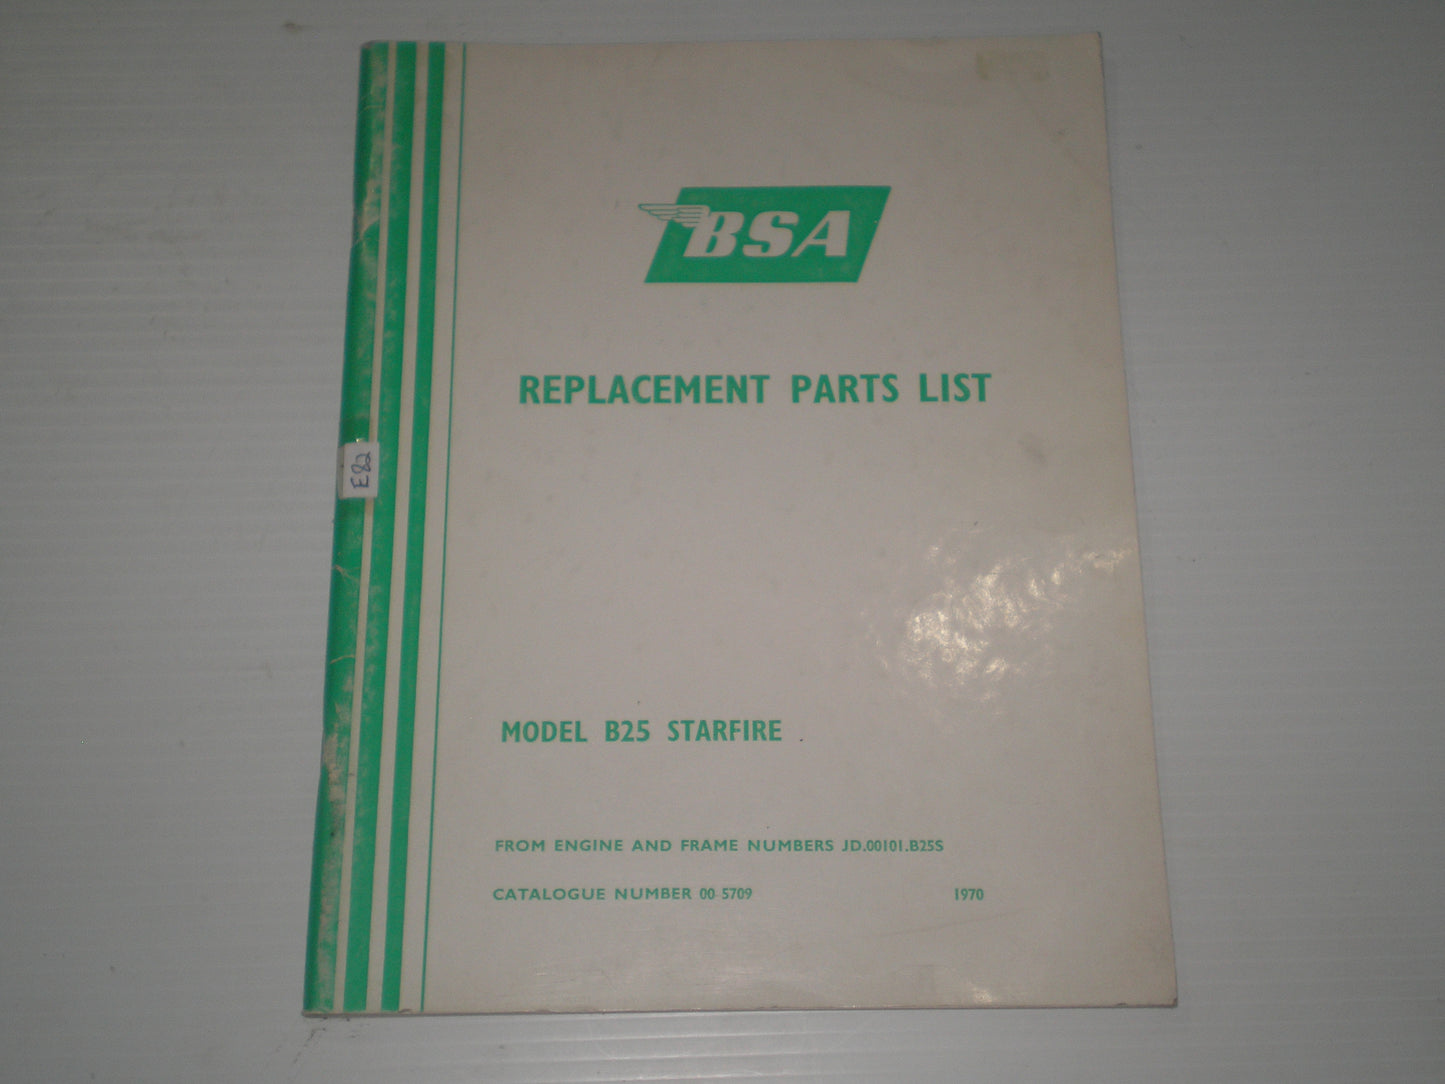 BSA
REPLACEMENT PARTS LIST
E82
MODEL B25 STARFIRE
FROM ENGINE AND FRAME NUMBERS JD.00101.B25S
CATALOGUE NUMBER 00 5709 1970